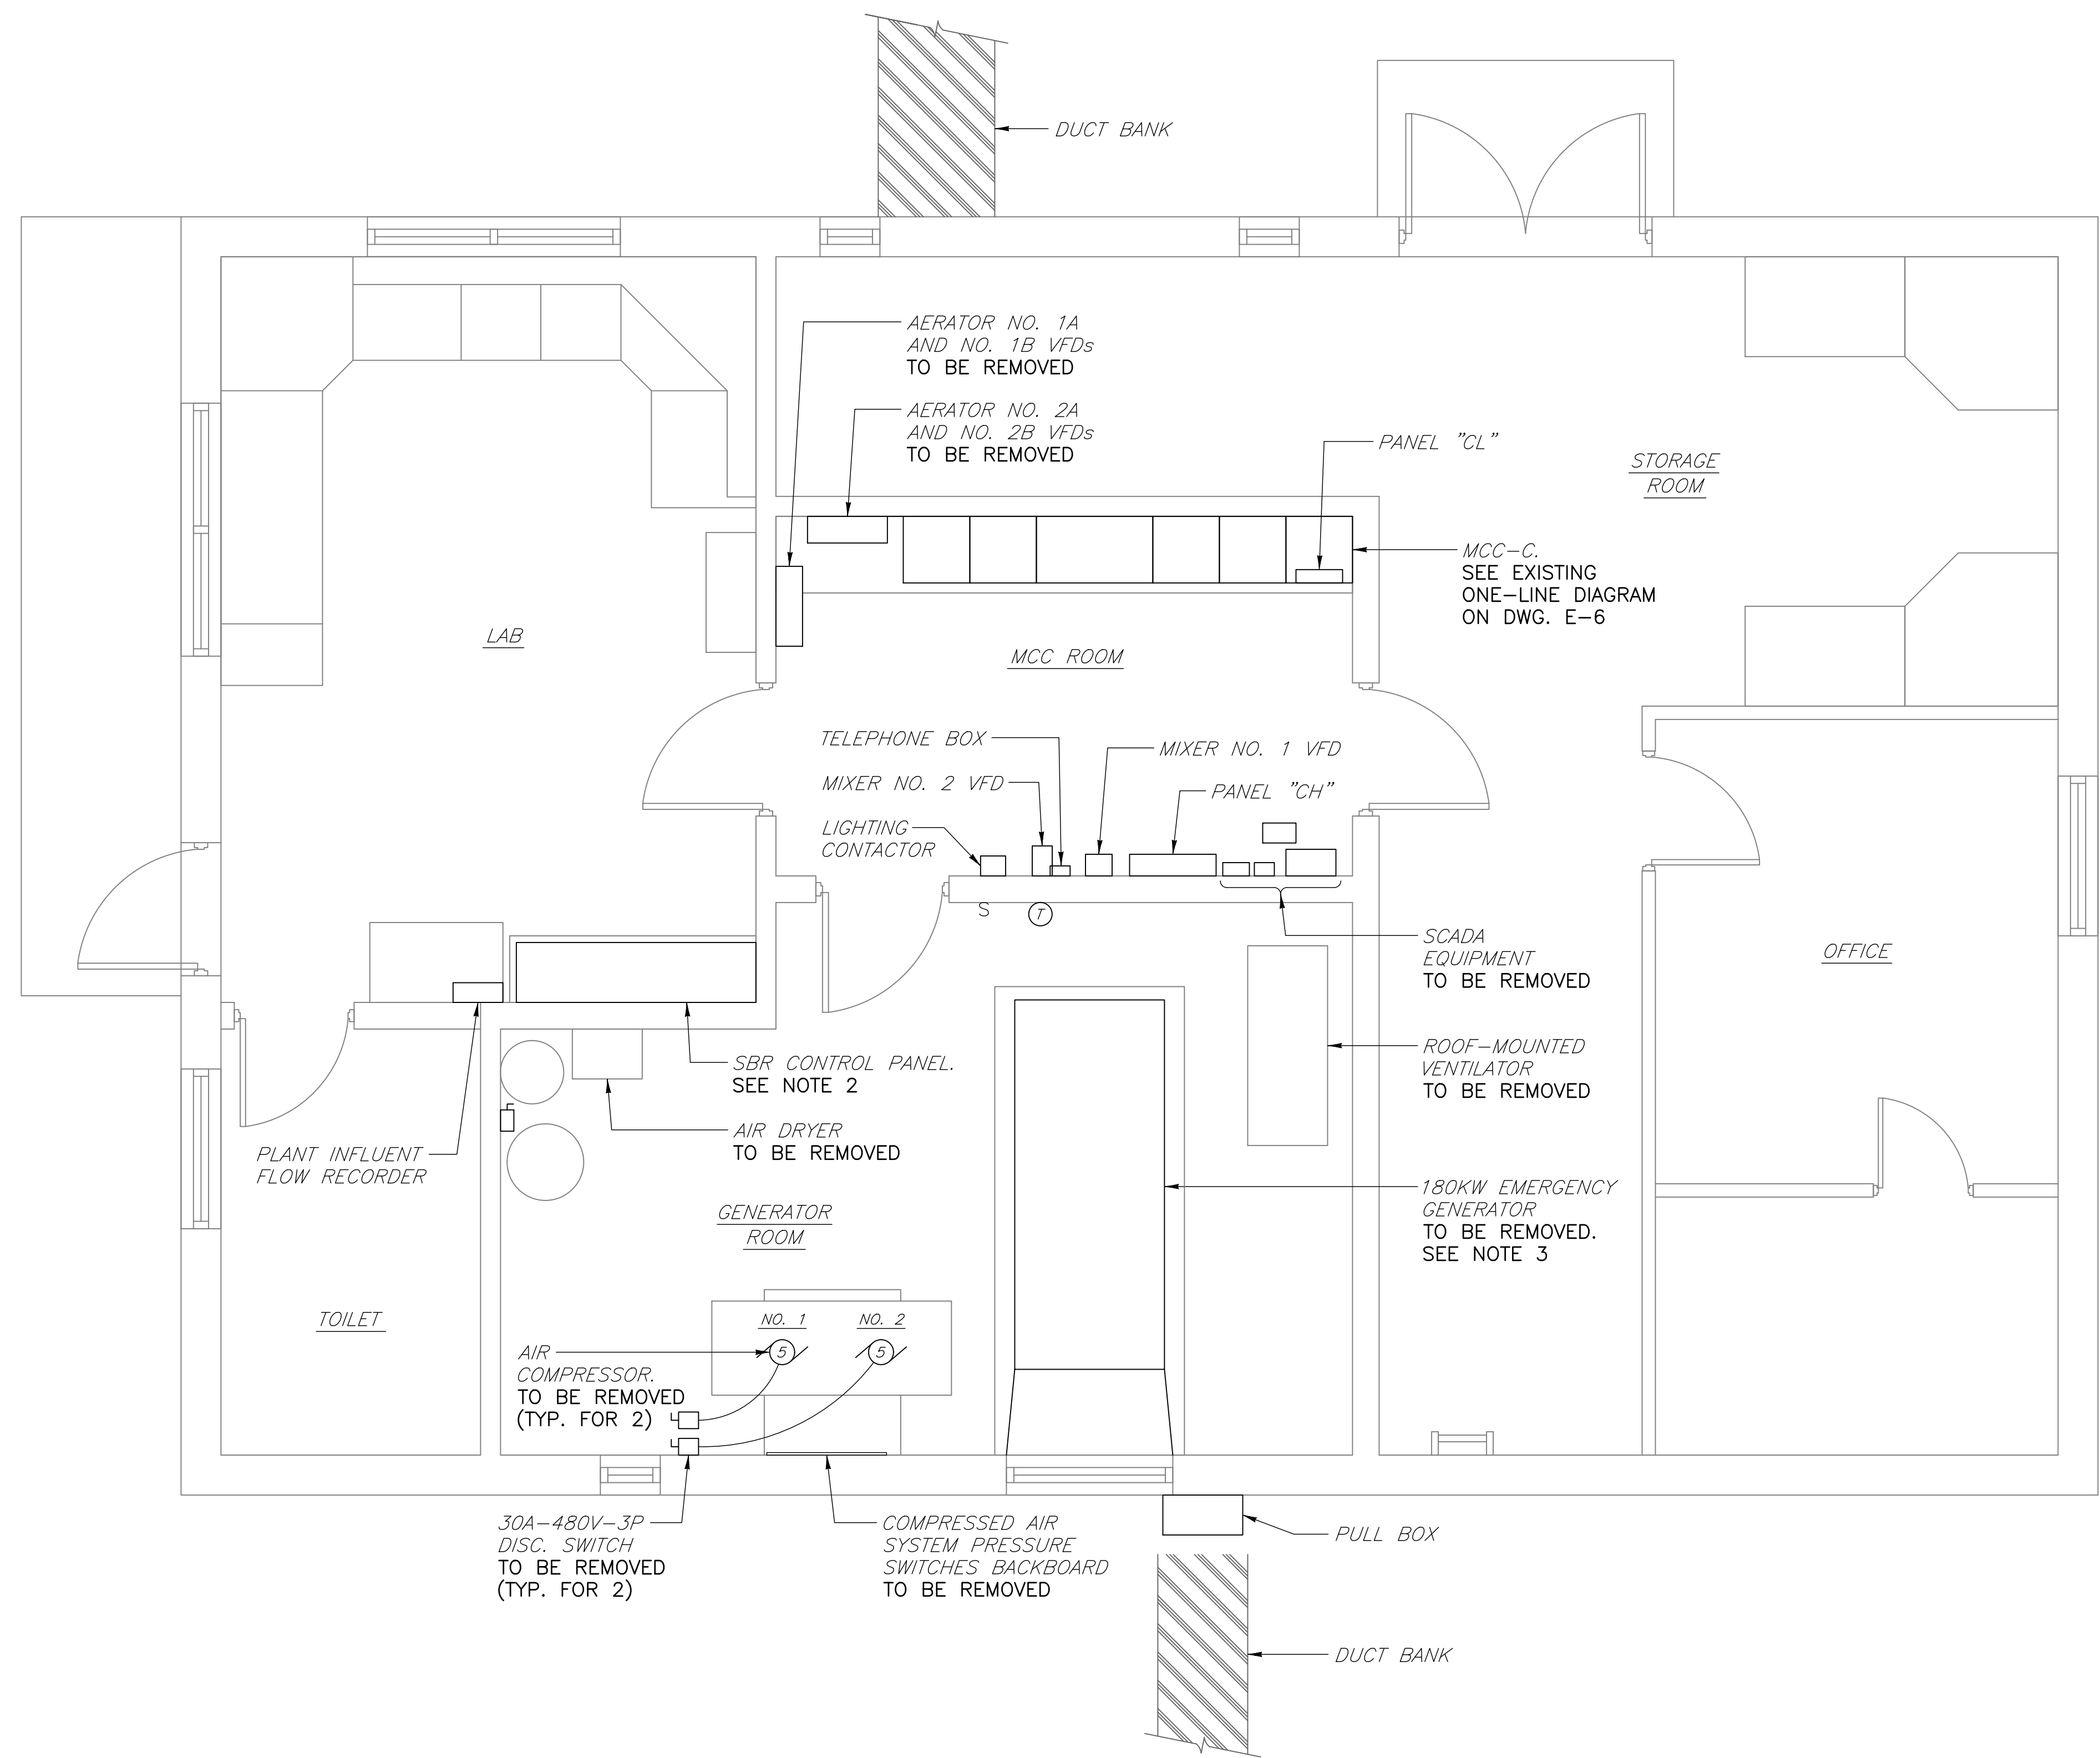 DUCT BANK
AERATOR NO. 1A
AND NO. 1B VFDs
TO BE REMOVED
AERATOR NO. 2A
AND NO. 2B VFDs
TO BE REMOVED
PANEL "CL"
STORAGE
ROOM
MCC-C.
SEE EXISTING
ONE-LINE DIAGRAM
ON DWG. E-6
LAB
MCC ROOM
TELEPHONE BOX
MIXER NO. 1 VFD
MIXER NO. 2 VFD
PANEL "CH"
LIGHTING
CONTACTOR
S
T
SCADA
EQUIPMENT
TO BE REMOVED
OFFICE
ROOF-MOUNTED
VENTILATOR
TO BE REMOVED
SBR CONTROL PANEL.
SEE NOTE 2
AIR DRYER
TO BE REMOVED
PLANT INFLUENT
FLOW RECORDER
180KW EMERGENCY
GENERATOR
TO BE REMOVED.
SEE NOTE 3
GENERATOR
ROOM
TOILET
NO. 1
NO. 2
5
5
AIR
COMPRESSOR.
TO BE REMOVED
(TYP. FOR 2)
30A-480V-3P
DISC. SWITCH
TO BE REMOVED
(TYP. FOR 2)
COMPRESSED AIR
SYSTEM PRESSURE
SWITCHES BACKBOARD
TO BE REMOVED
PULL BOX
DUCT BANK